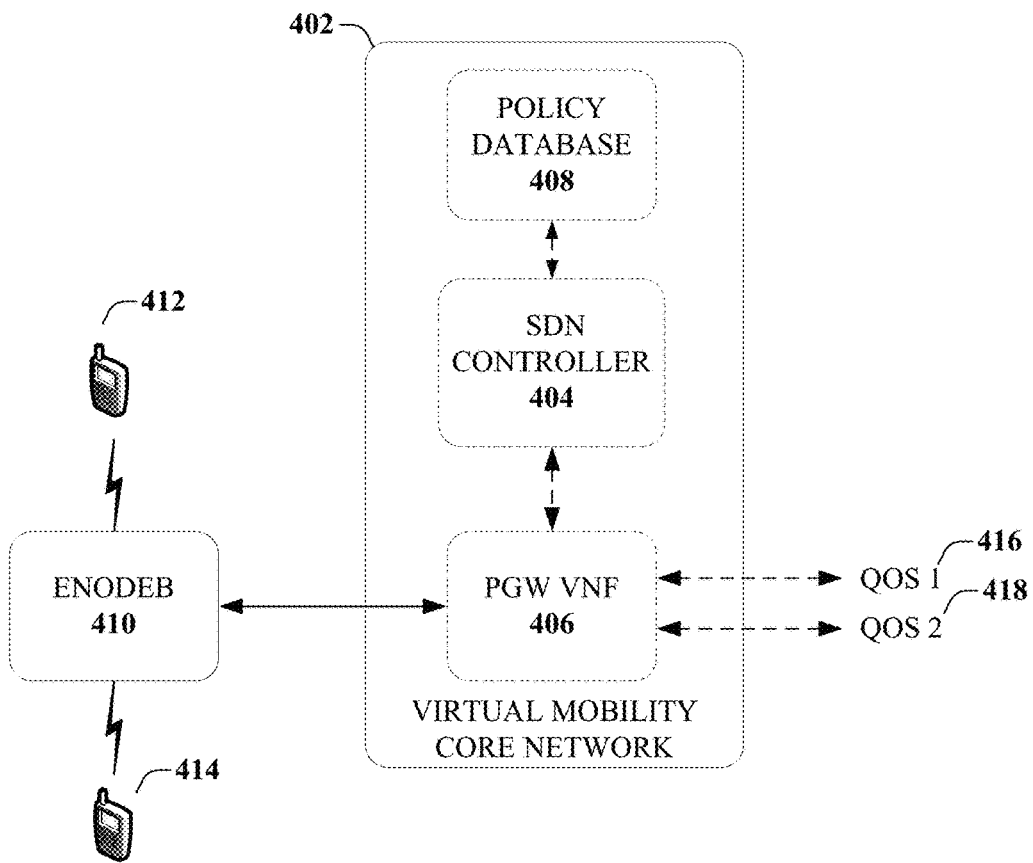 402
POLICY
DATABASE
408
412
SDN
CONTROLLER
404
ENODEB
410
PGW VNF
406
QOS 1
416
QOS 2
418
VIRTUAL MOBILITY
CORE NETWORK
414